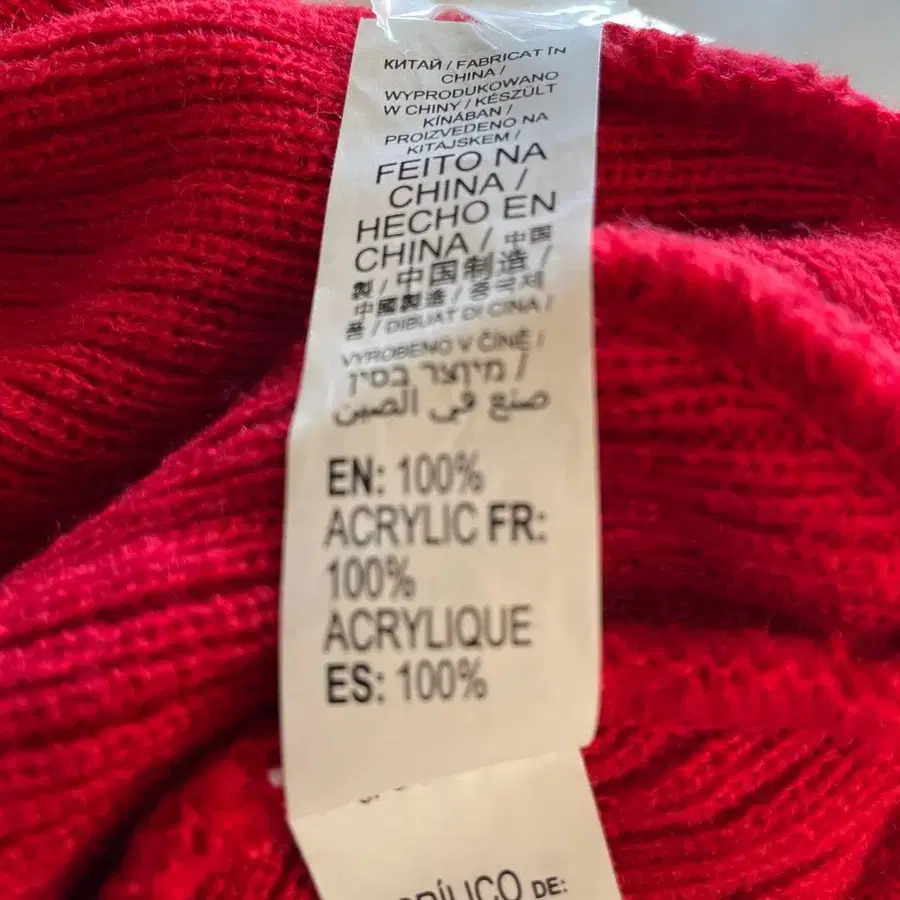 КИТАЙ / FABRICAT ÎN
CHINA /
WYPRODUKOWANO
W CHINY / KÉSZÜLT
KÍNÁBAN /
PROIZVEDENO NA
KITAJSKEM /
FEITO NA
CHINA /
HECHO EN
CHINA / 中国
製 / 中国制造 /
中國製造 / 중국제
품 / DIBUAT DI CINA /
VYROBENO V ČÍNĚ /
מיוצר בסין /
صنع في الصين
EN: 100%
ACRYLIC FR:
100%
ACRYLIQUE
ES: 100%
DE: